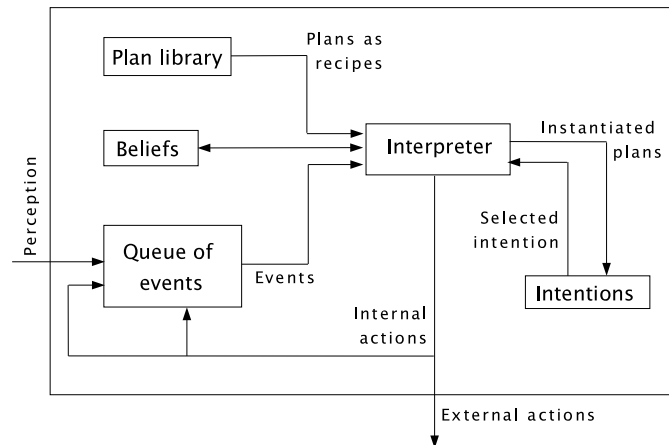 Plan library
Plans as
recipes
Beliefs
Interpreter
Instantiated
plans
Perception
Queue of
events
Events
Selected
intention
Intentions
Internal
actions
External actions